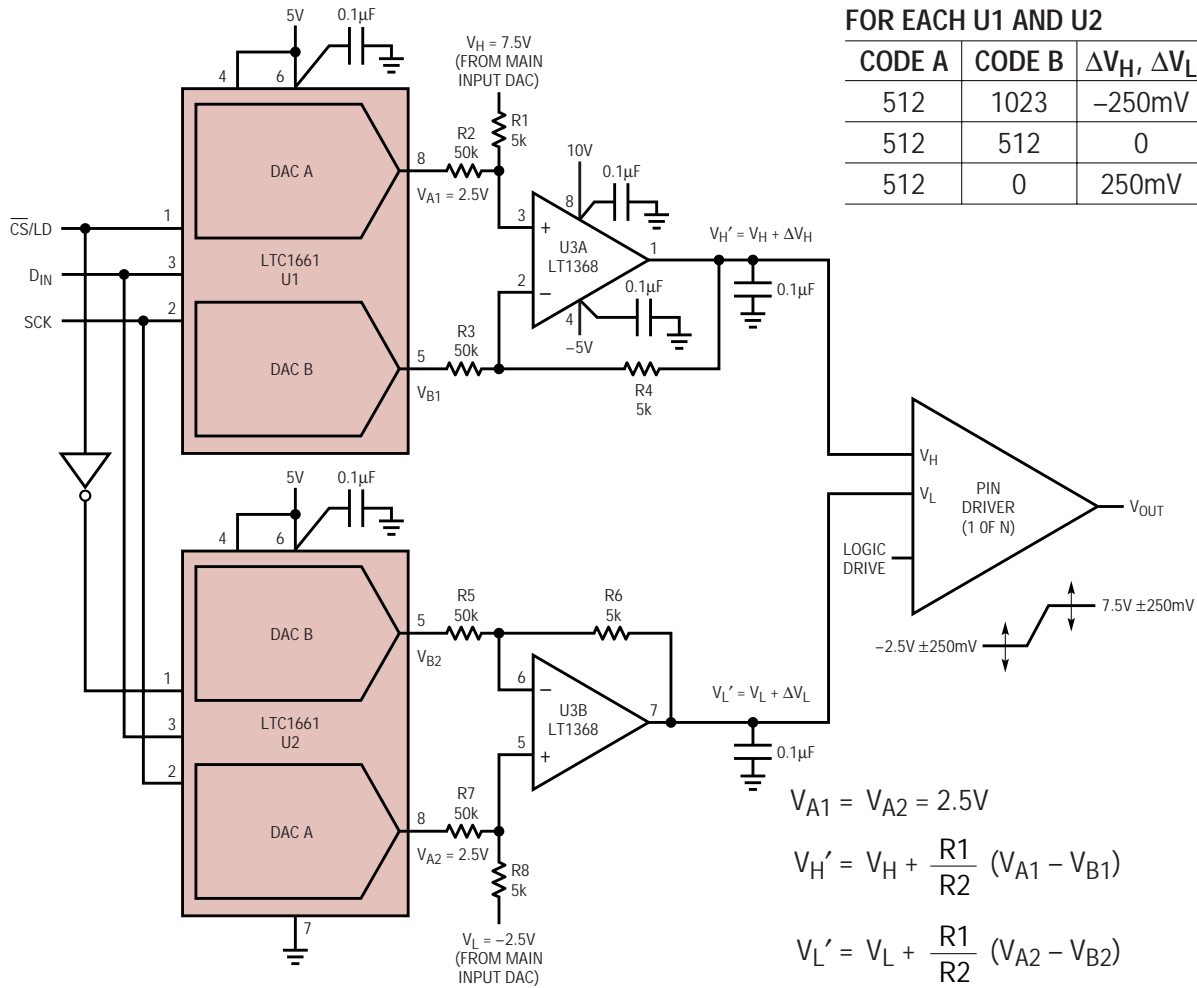 5V
0.1µF
4
6
DAC A
8
V_A1 = 2.5V
R2
50k
V_H = 7.5V
(FROM MAIN
INPUT DAC)
R1
5k
C̅S̅/LD
1
D_IN
3
SCK
2
LTC1661
U1
DAC B
5
V_B1
R3
50k
10V
0.1µF
8
3
+
U3A
LT1368
1
2
–
0.1µF
4
–5V
R4
5k
V_H′ = V_H + ΔV_H
0.1µF
FOR EACH U1 AND U2
CODE A CODE B ΔV_H, ΔV_L
512 1023 –250mV
512 512 0
512 0 250mV
V_H
V_L
PIN
DRIVER
(1 0F N)
LOGIC
DRIVE
V_OUT
7.5V ±250mV
–2.5V ±250mV
5V
0.1µF
4
6
DAC B
5
V_B2
R5
50k
R6
5k
1
3
2
LTC1661
U2
6
–
U3B
LT1368
7
5
+
V_L′ = V_L + ΔV_L
0.1µF
DAC A
8
V_A2 = 2.5V
R7
50k
R8
5k
7
V_L = –2.5V
(FROM MAIN
INPUT DAC)
V_A1 = V_A2 = 2.5V
V_H′ = V_H + R1/R2 (V_A1 – V_B1)
V_L′ = V_L + R1/R2 (V_A2 – V_B2)